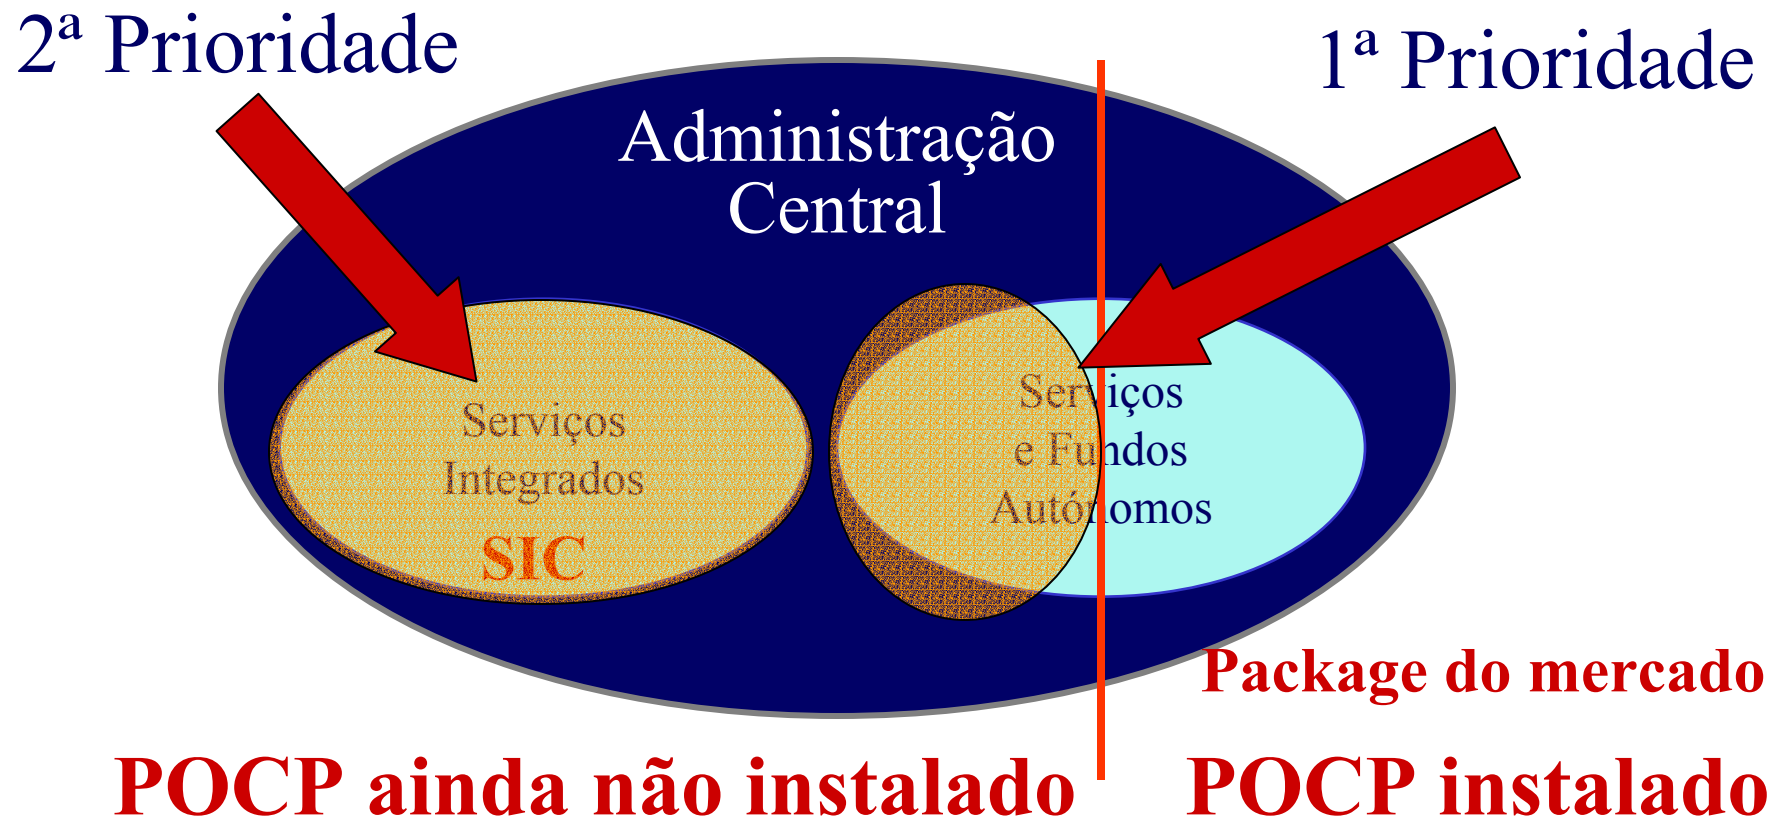 2ª Prioridade
1ª Prioridade
Administração
Central
Serviços
Integrados
SIC
Serviços
e Fundos
Autónomos
Package do mercado
POCP ainda não instalado
POCP instalado